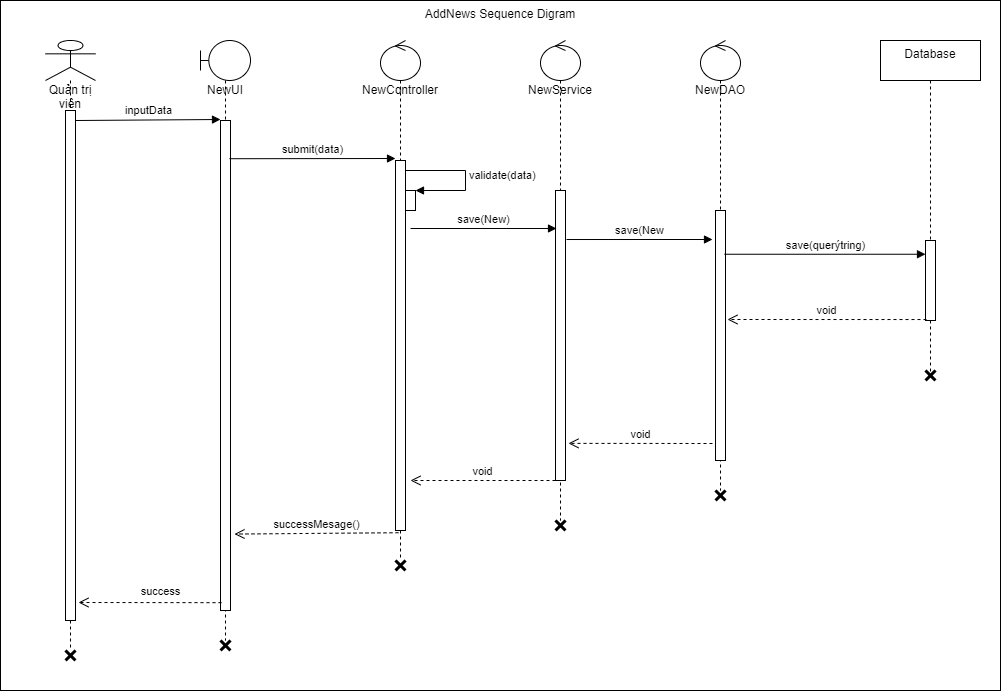 AddNews Sequence Digram
Quản trị
viên
NewUI
NewController
NewService
NewDAO
Database
inputData
submit(data)
validate(data)
save(New)
save(New
save(querýtring)
void
void
void
successMesage()
success